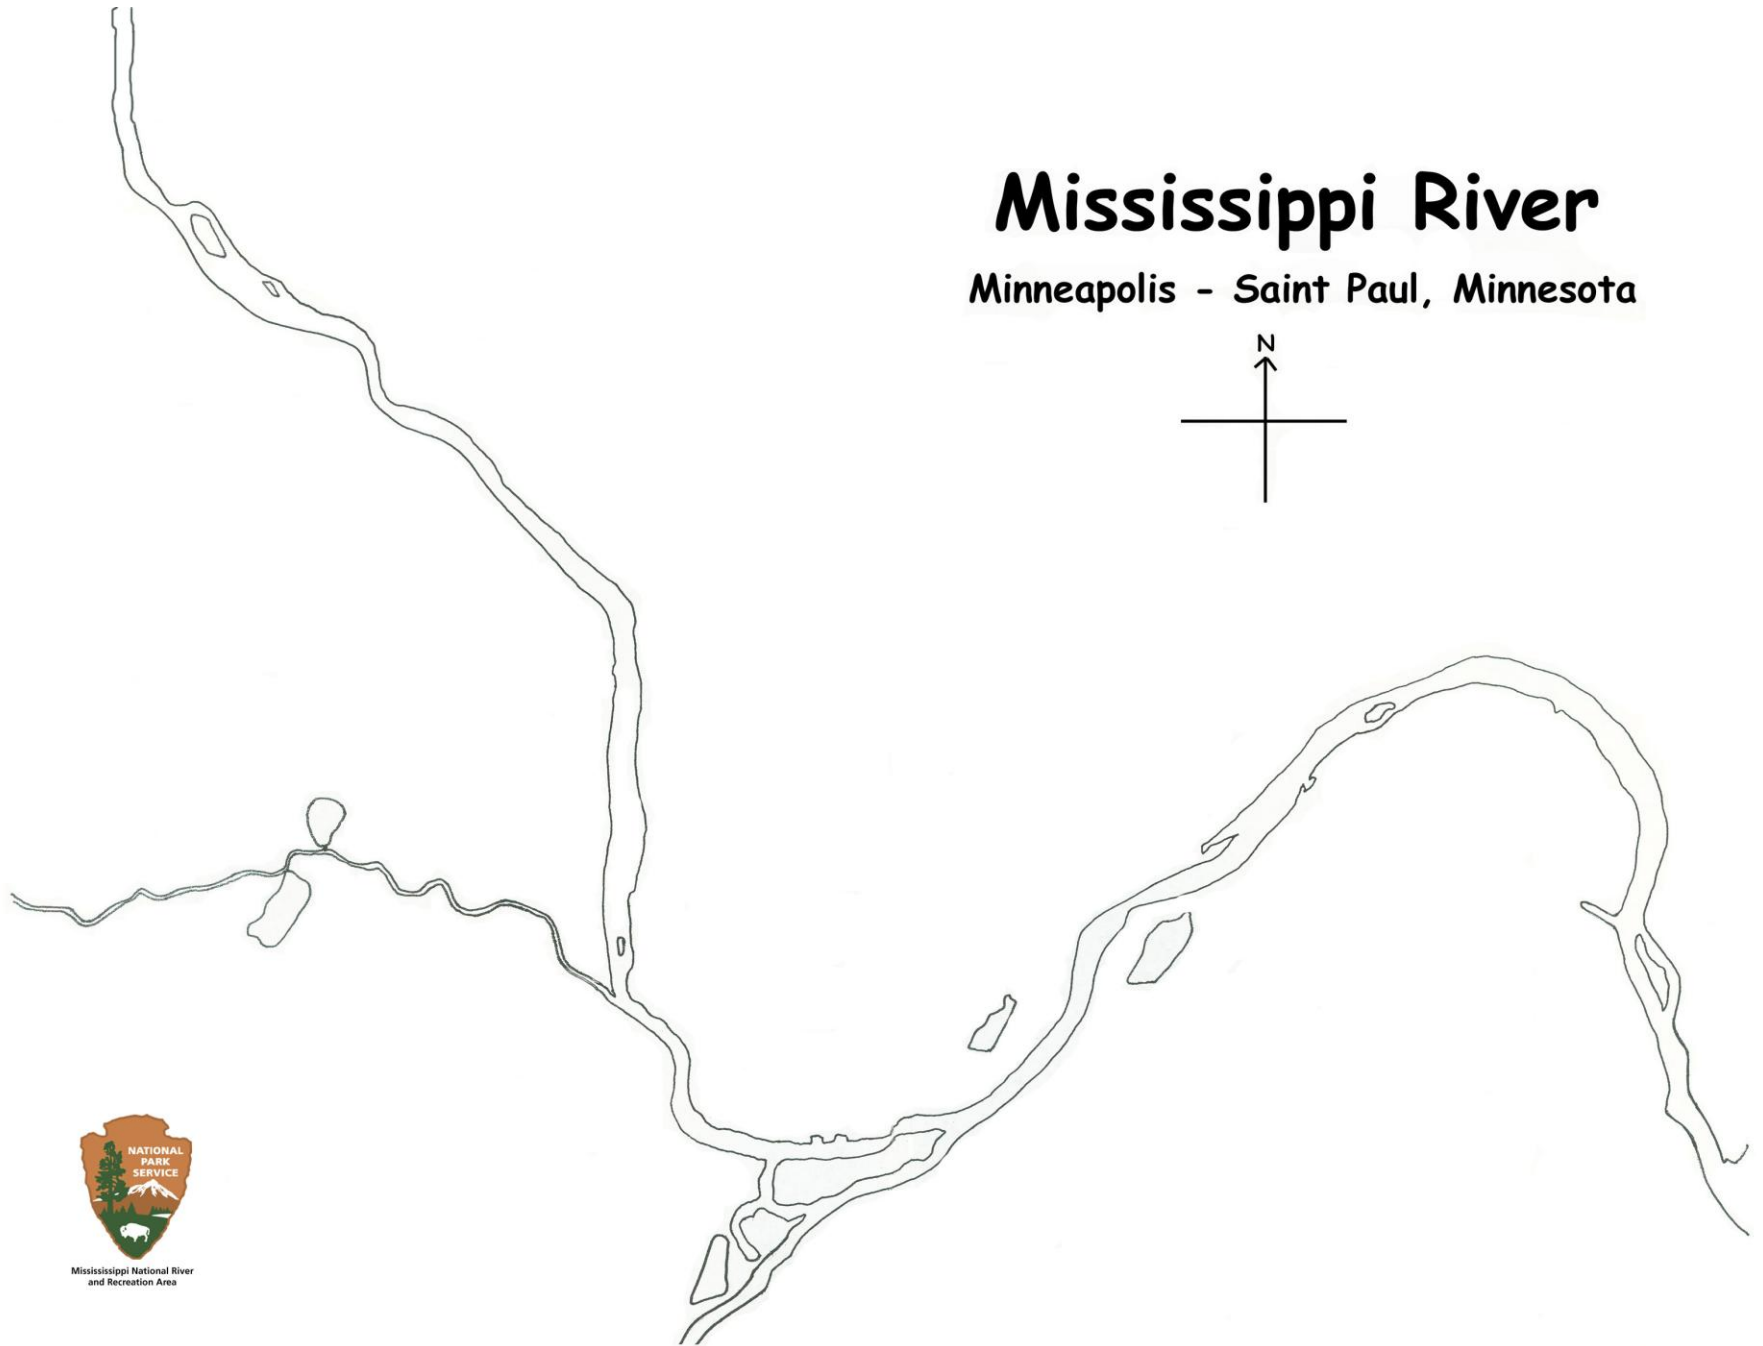 Mississippi River
Minneapolis - Saint Paul, Minnesota
N
NATIONAL
PARK
SERVICE
Mississippi National River
and Recreation Area